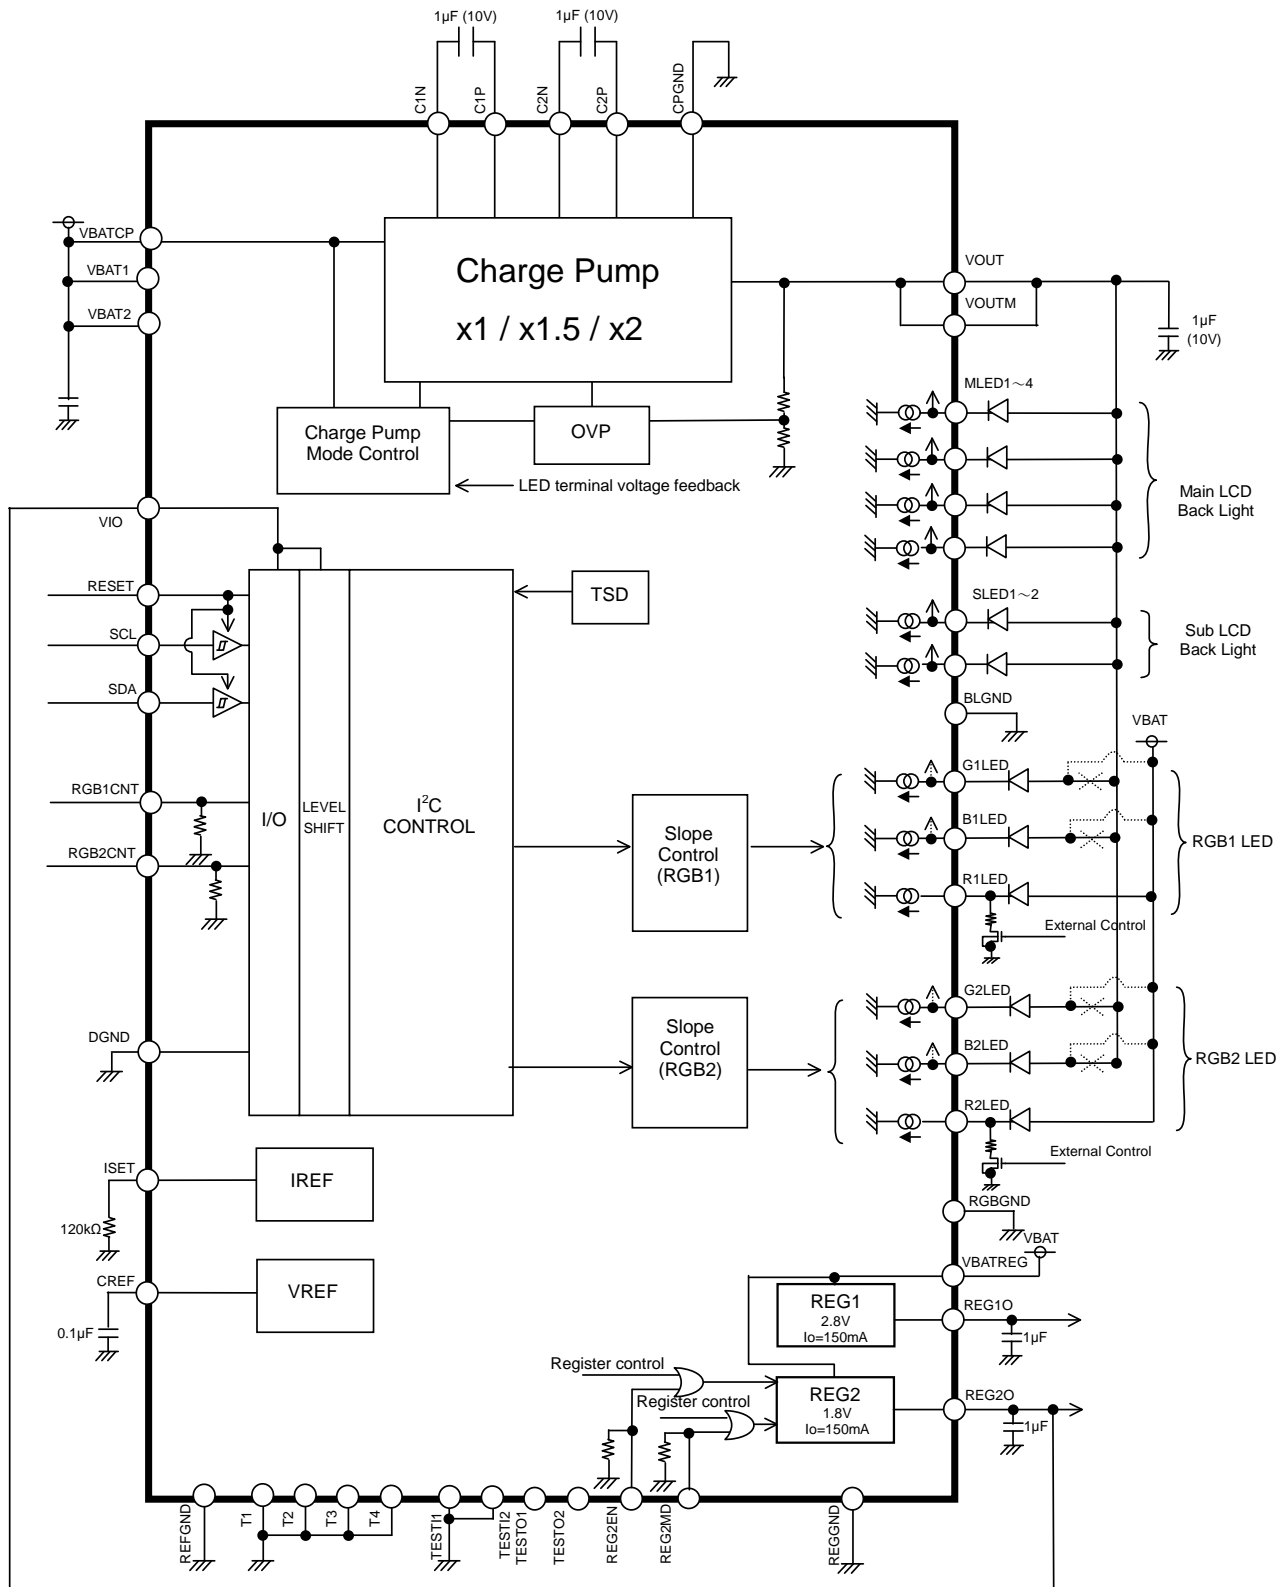 1μF (10V)
1μF (10V)
C1N
C1P
C2N
C2P
CPGND
VBATCP
VBAT1
VBAT2
Charge Pump
x1 / x1.5 / x2
VOUT
VOUTM
1μF
(10V)
Charge Pump
Mode Control
OVP
LED terminal voltage feedback
MLED1～4
Main LCD
Back Light
VIO
RESET
SCL
SDA
TSD
SLED1～2
Sub LCD
Back Light
BLGND
VBAT
RGB1CNT
RGB2CNT
I/O
LEVEL
SHIFT
I²C
CONTROL
Slope
Control
(RGB1)
G1LED
B1LED
R1LED
RGB1 LED
External Control
DGND
Slope
Control
(RGB2)
G2LED
B2LED
R2LED
RGB2 LED
External Control
ISET
120kΩ
IREF
RGBGND
VBAT
VBATREG
CREF
0.1μF
VREF
REG1
2.8V
Io=150mA
REG1O
1μF
Register control
Register control
REG2
1.8V
Io=150mA
REG2O
1μF
REFGND
T1
T2
T3
T4
TESTI1
TESTI2
TESTO1
TESTO2
REG2EN
REG2MD
REGGND